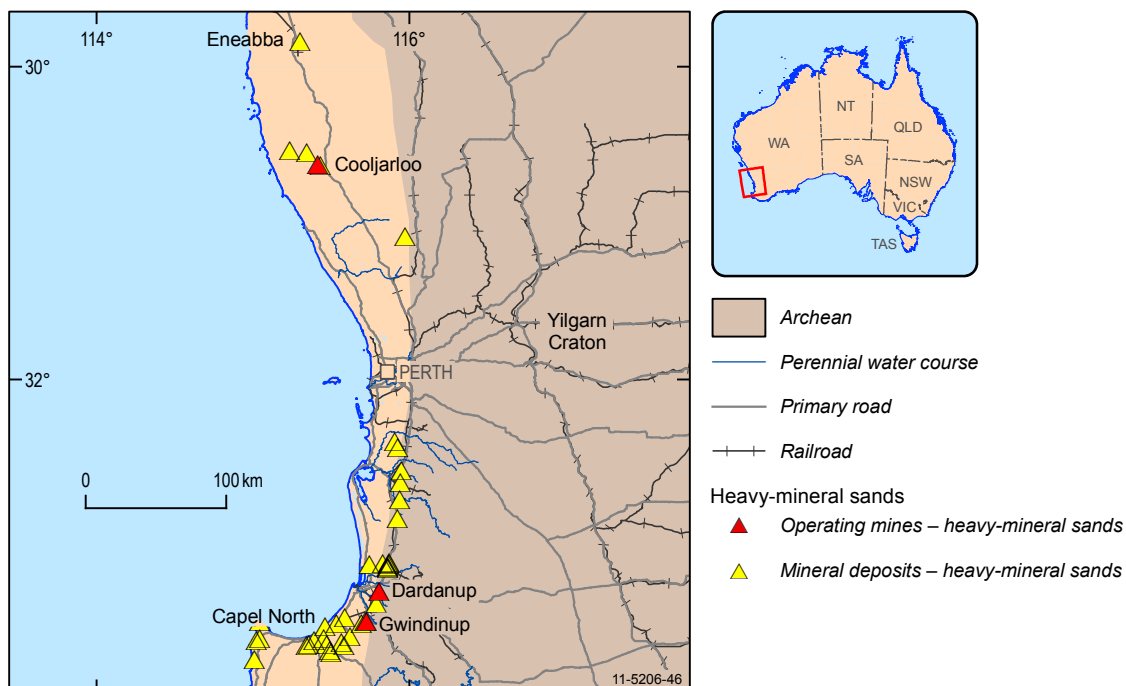 114°
116°
Eneabba
30°
Cooljarloo
Yilgarn
Craton
PERTH
32°
0
100 km
Dardanup
Capel North
Gwindinup
11-5206-46
NT
QLD
WA
SA
NSW
VIC
TAS
Archean
Perennial water course
Primary road
Railroad
Heavy-mineral sands
Operating mines – heavy-mineral sands
Mineral deposits – heavy-mineral sands